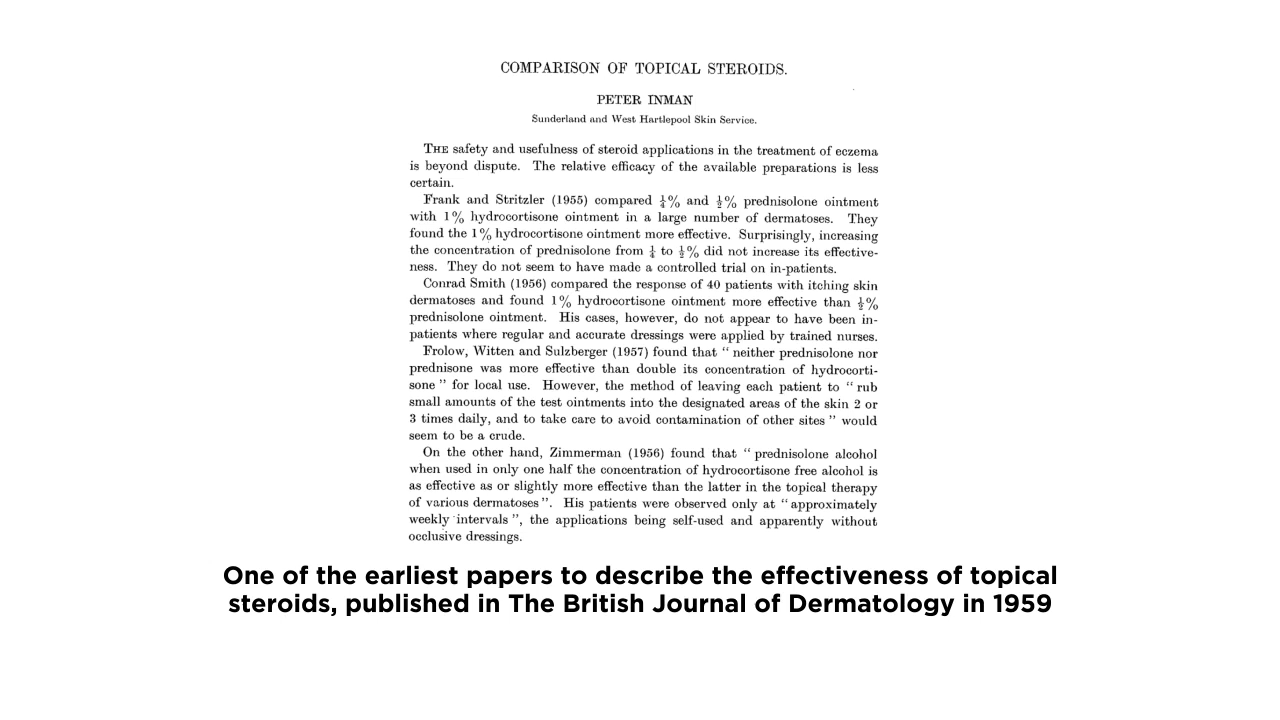 COMPARISON OF TOPICAL STEROIDS.
PETER INMAN
Sunderland and West Hartlepool Skin Service.
THE safety and usefulness of steroid applications in the treatment of eczema
is beyond dispute. The relative efficacy of the available preparations is less
certain.
Frank and Stritzler (1955) compared ¼% and ½% prednisolone ointment
with 1% hydrocortisone ointment in a large number of dermatoses. They
found the 1% hydrocortisone ointment more effective. Surprisingly, increasing
the concentration of prednisolone from ¼ to ½% did not increase its effective-
ness. They do not seem to have made a controlled trial on in-patients.
Conrad Smith (1956) compared the response of 40 patients with itching skin
dermatoses and found 1% hydrocortisone ointment more effective than ½%
prednisolone ointment. His cases, however, do not appear to have been in-
patients where regular and accurate dressings were applied by trained nurses.
Frolow, Witten and Sulzberger (1957) found that “ neither prednisolone nor
prednisone was more effective than double its concentration of hydrocorti-
sone ” for local use. However, the method of leaving each patient to “ rub
small amounts of the test ointments into the designated areas of the skin 2 or
3 times daily, and to take care to avoid contamination of other sites ” would
seem to be a crude.
On the other hand, Zimmerman (1956) found that “ prednisolone alcohol
when used in only one half the concentration of hydrocortisone free alcohol is
as effective as or slightly more effective than the latter in the topical therapy
of various dermatoses ”. His patients were observed only at “ approximately
weekly intervals ”, the applications being self-used and apparently without
occlusive dressings.
One of the earliest papers to describe the effectiveness of topical
steroids, published in The British Journal of Dermatology in 1959